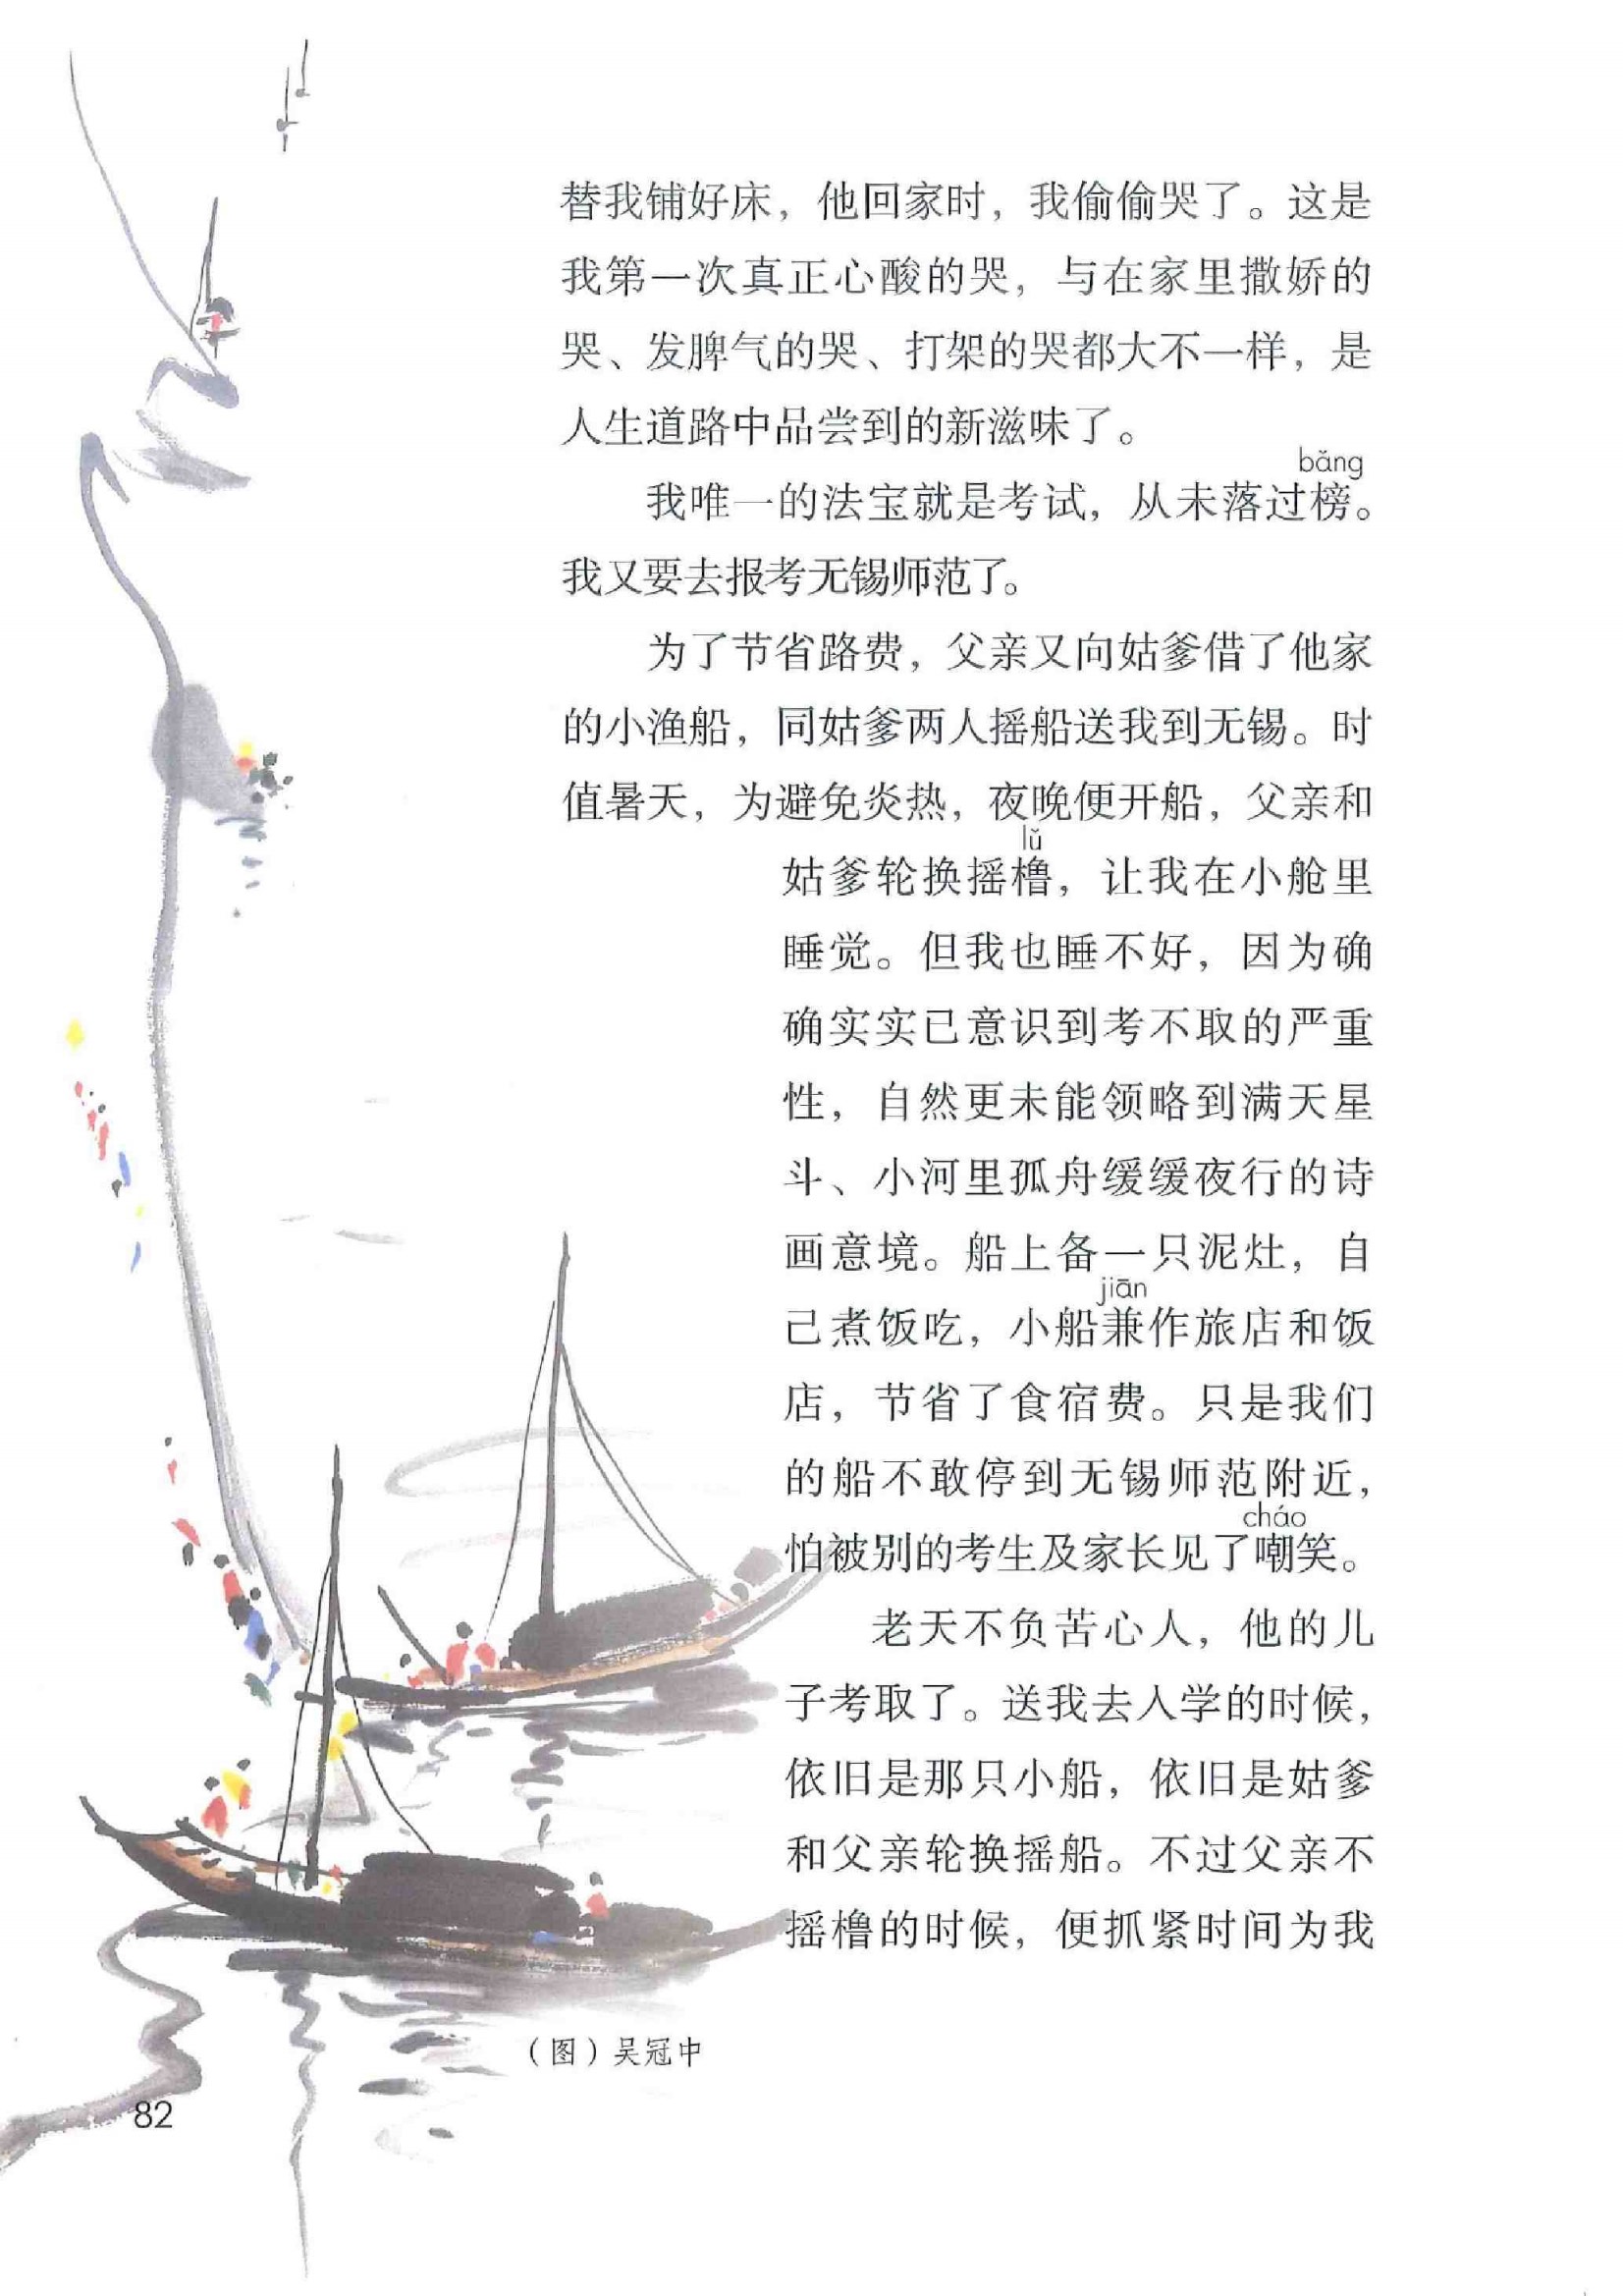 替我铺好床，他回家时，我偷偷哭了。这是
我第一次真正心酸的哭，与在家里撒娇的
哭、发脾气的哭、打架的哭都大不一样，是
人生道路中品尝到的新滋味了。
bǎng
我唯一的法宝就是考试，从未落过榜。
我又要去报考无锡师范了。
为了节省路费，父亲又向姑爹借了他家
的小渔船，同姑爹两人摇船送我到无锡。时
值暑天，为避免炎热，夜晚便开船，父亲和
lǔ
姑爹轮换摇橹，让我在小舱里
睡觉。但我也睡不好，因为确
确实实已意识到考不取的严重
性，自然更未能领略到满天星
斗、小河里孤舟缓缓夜行的诗
画意境。船上备一只泥灶，自
jiān
己煮饭吃，小船兼作旅店和饭
店，节省了食宿费。只是我们
的船不敢停到无锡师范附近，
cháo
怕被别的考生及家长见了嘲笑。
老天不负苦心人，他的儿
子考取了。送我去入学的时候，
依旧是那只小船，依旧是姑爹
和父亲轮换摇船。不过父亲不
摇橹的时候，便抓紧时间为我
（图）吴冠中
82